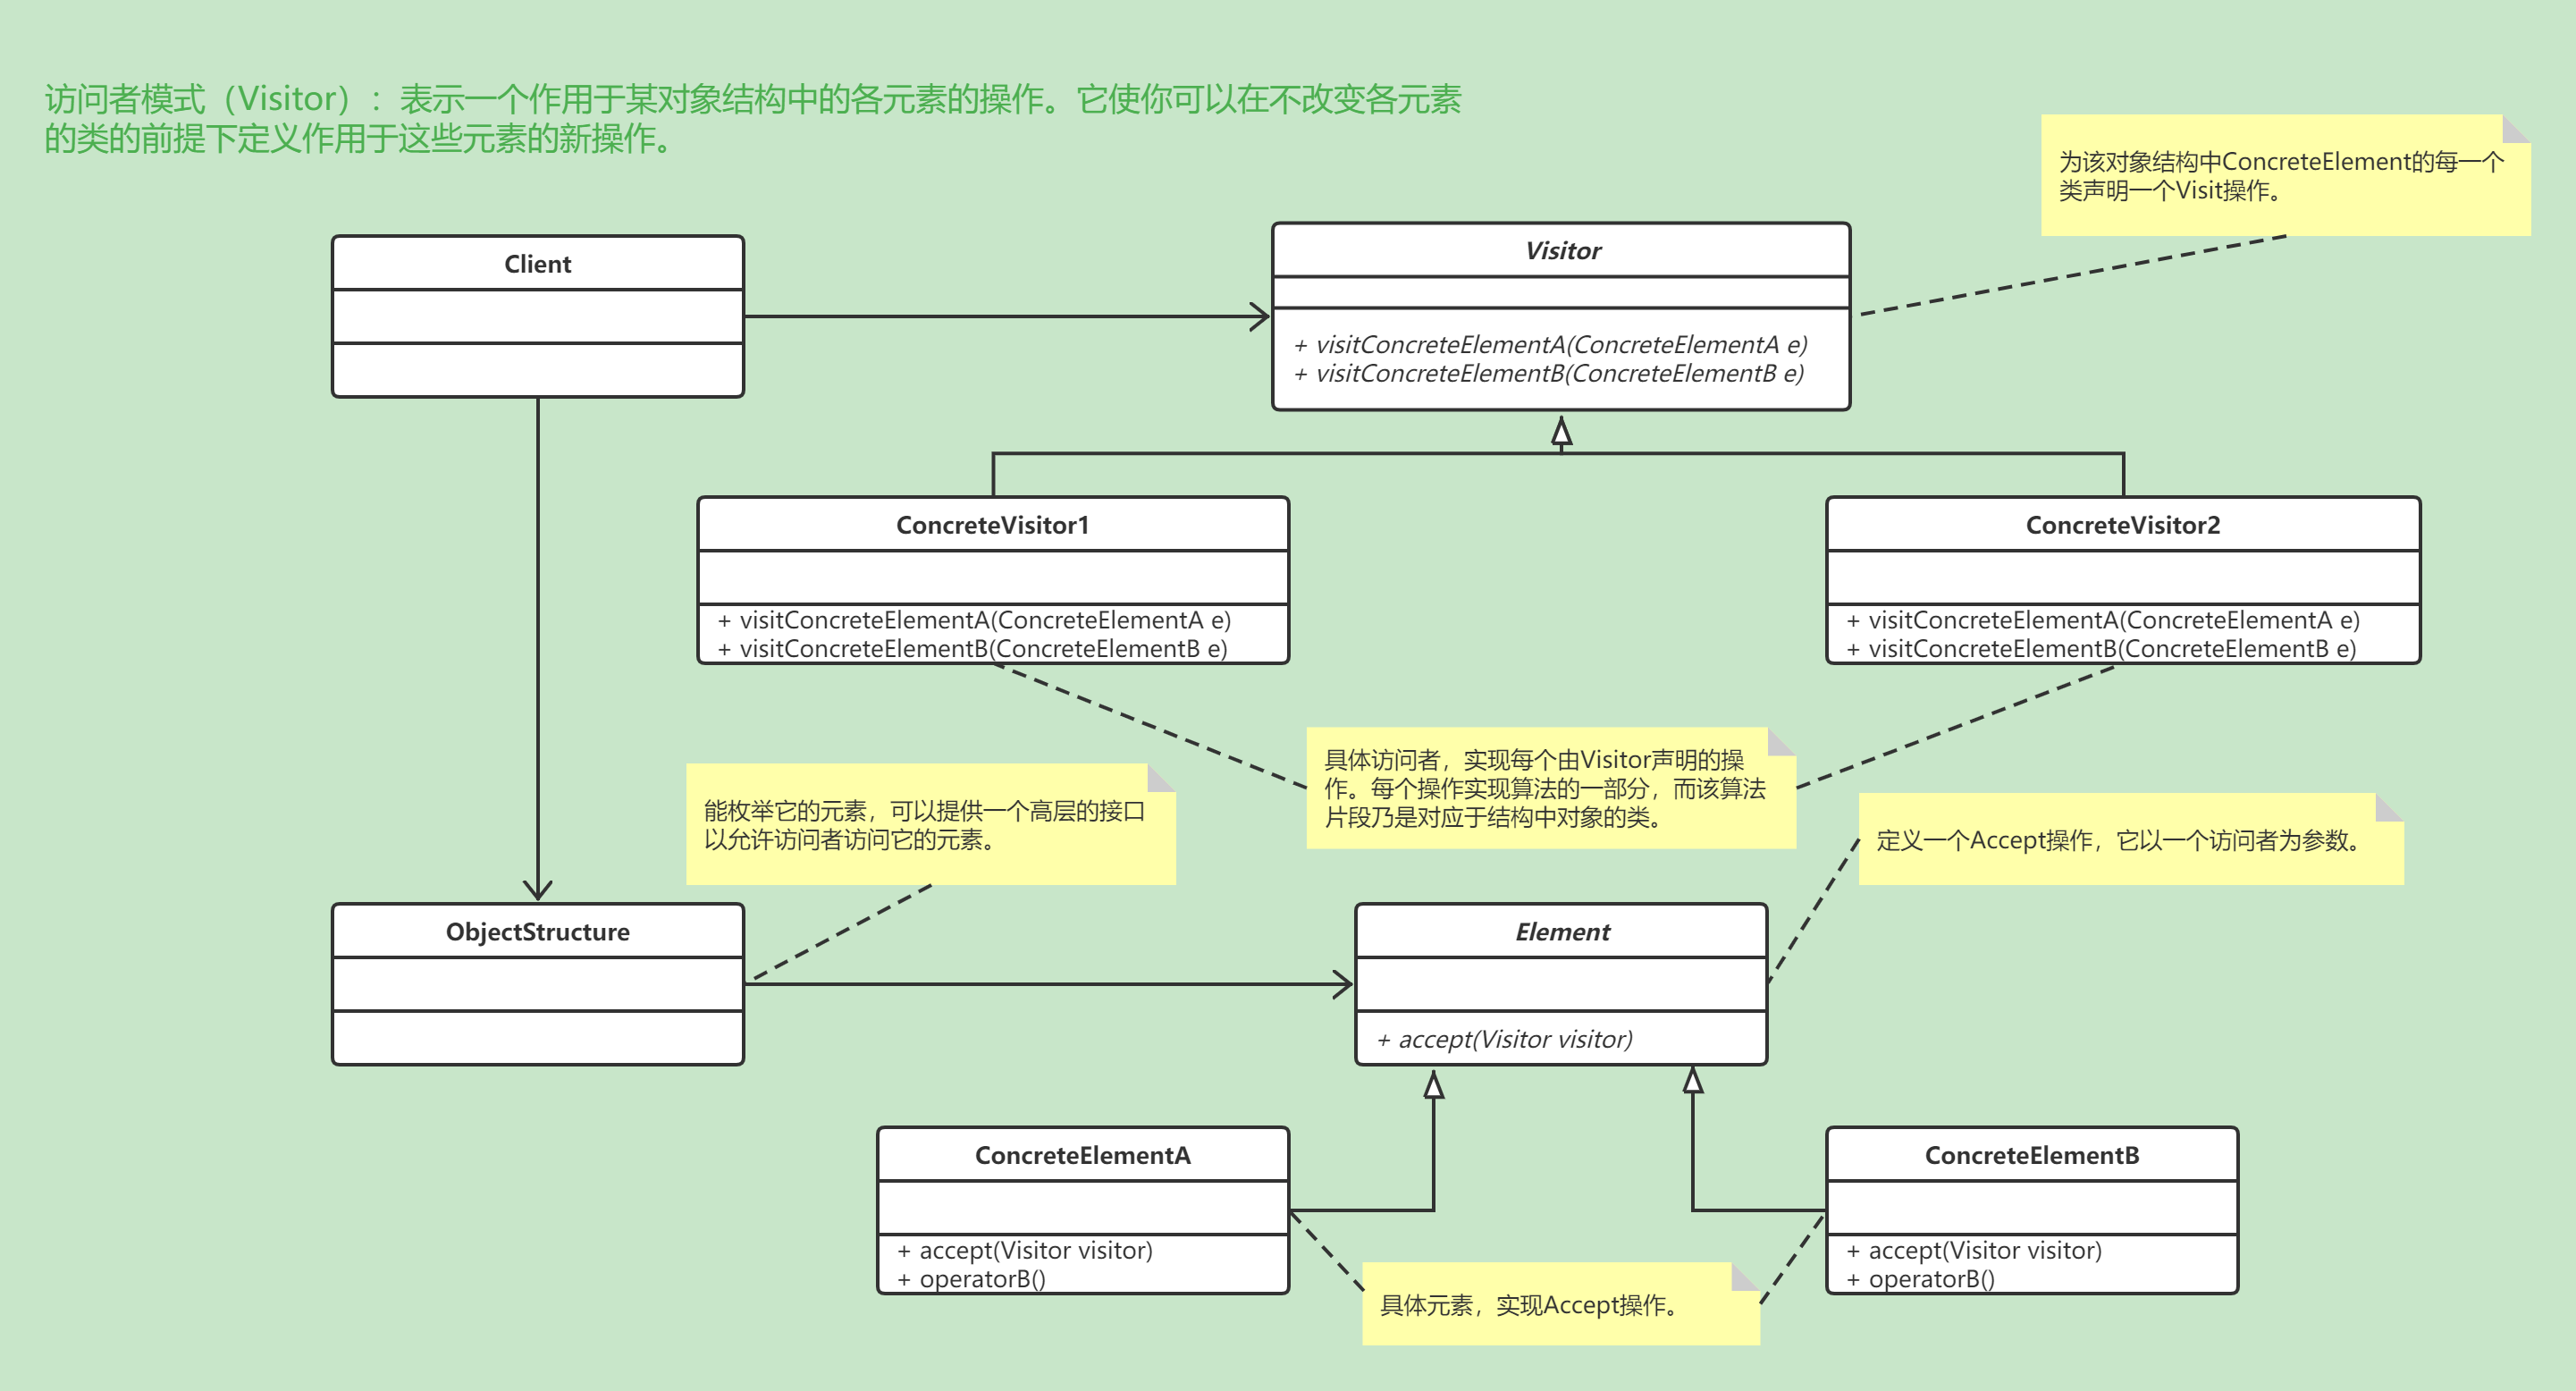 访问者模式（Visitor）：表示一个作用于某对象结构中的各元素的操作。它使你可以在不改变各元素
的类的前提下定义作用于这些元素的新操作。
为该对象结构中ConcreteElement的每一个
类声明一个Visit操作。
Client
Visitor
+ visitConcreteElementA(ConcreteElementA e)
+ visitConcreteElementB(ConcreteElementB e)
ConcreteVisitor1
+ visitConcreteElementA(ConcreteElementA e)
+ visitConcreteElementB(ConcreteElementB e)
ConcreteVisitor2
+ visitConcreteElementA(ConcreteElementA e)
+ visitConcreteElementB(ConcreteElementB e)
具体访问者，实现每个由Visitor声明的操
作。每个操作实现算法的一部分，而该算法
片段乃是对应于结构中对象的类。
能枚举它的元素，可以提供一个高层的接口
以允许访问者访问它的元素。
定义一个Accept操作，它以一个访问者为参数。
ObjectStructure
Element
+ accept(Visitor visitor)
ConcreteElementA
+ accept(Visitor visitor)
+ operatorB()
ConcreteElementB
+ accept(Visitor visitor)
+ operatorB()
具体元素，实现Accept操作。